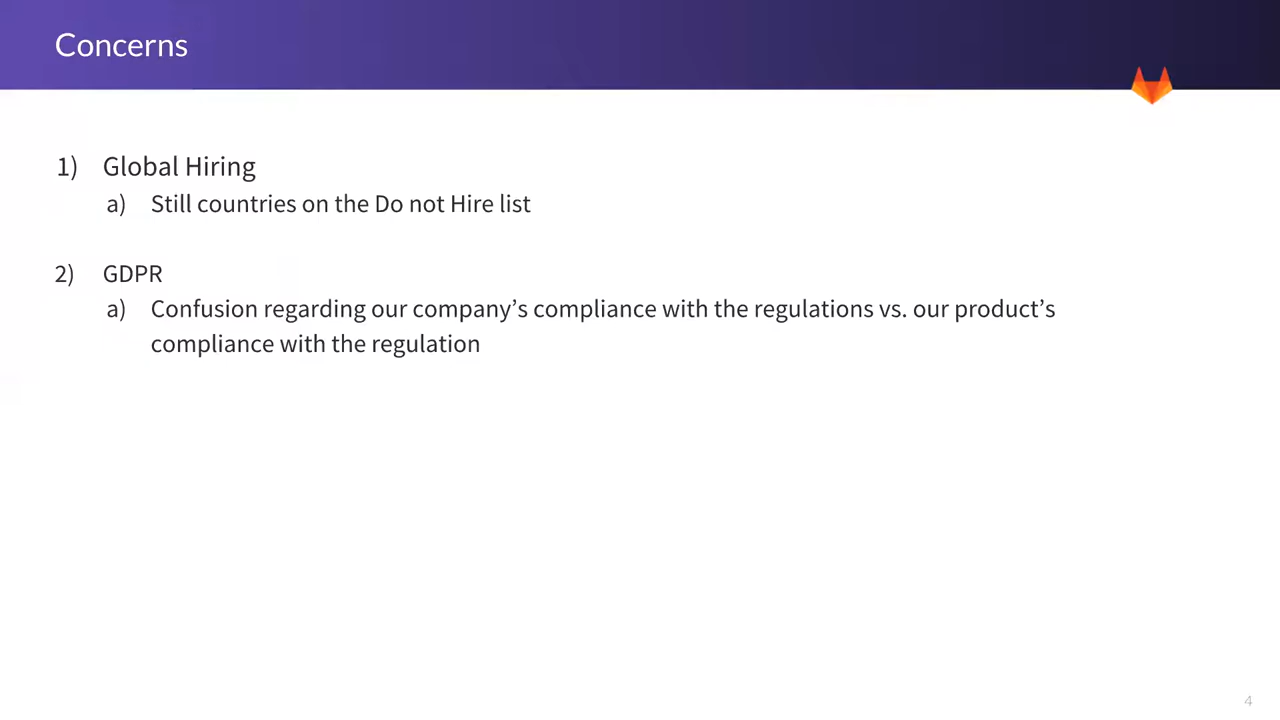 Concerns
1) Global Hiring
a) Still countries on the Do not Hire list
2) GDPR
a) Confusion regarding our company’s compliance with the regulations vs. our product’s
compliance with the regulation
4